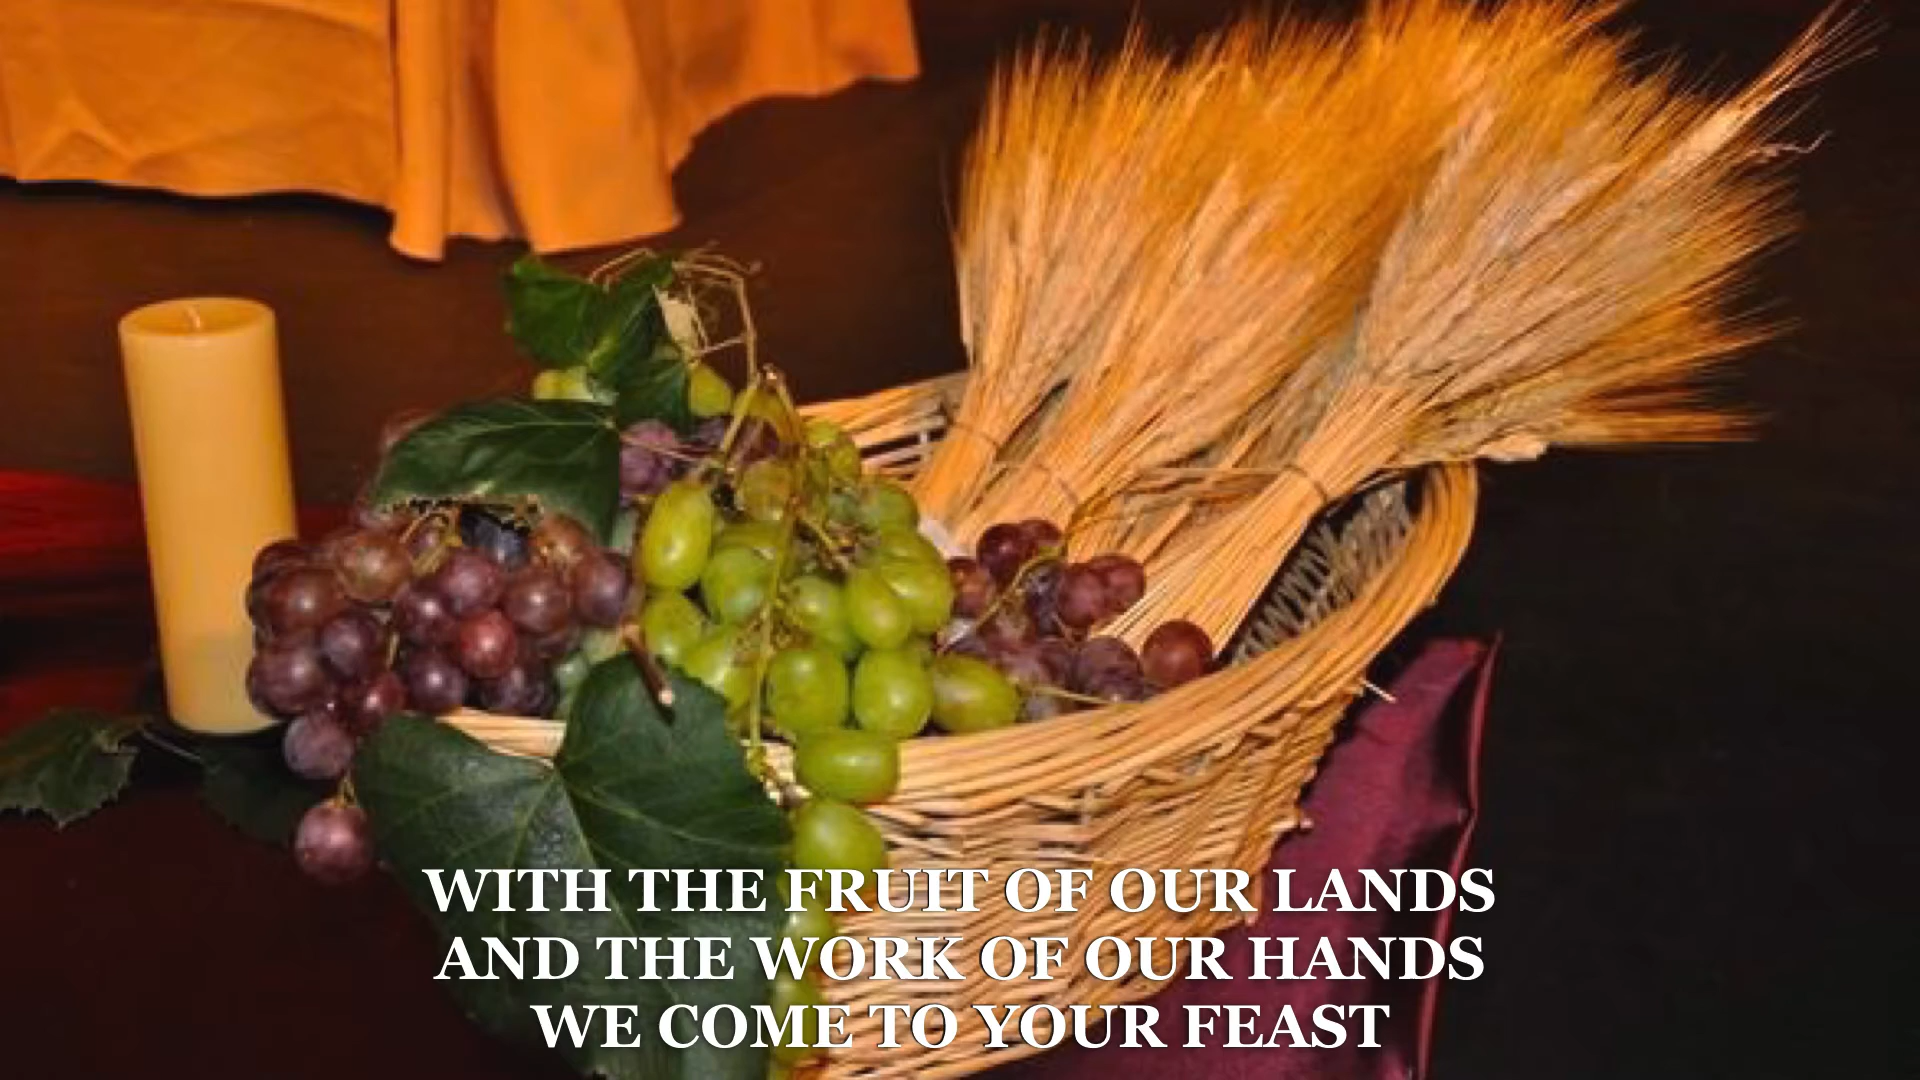 WITH THE FRUIT OF OUR LANDS
AND THE WORK OF OUR HANDS
WE COME TO YOUR FEAST